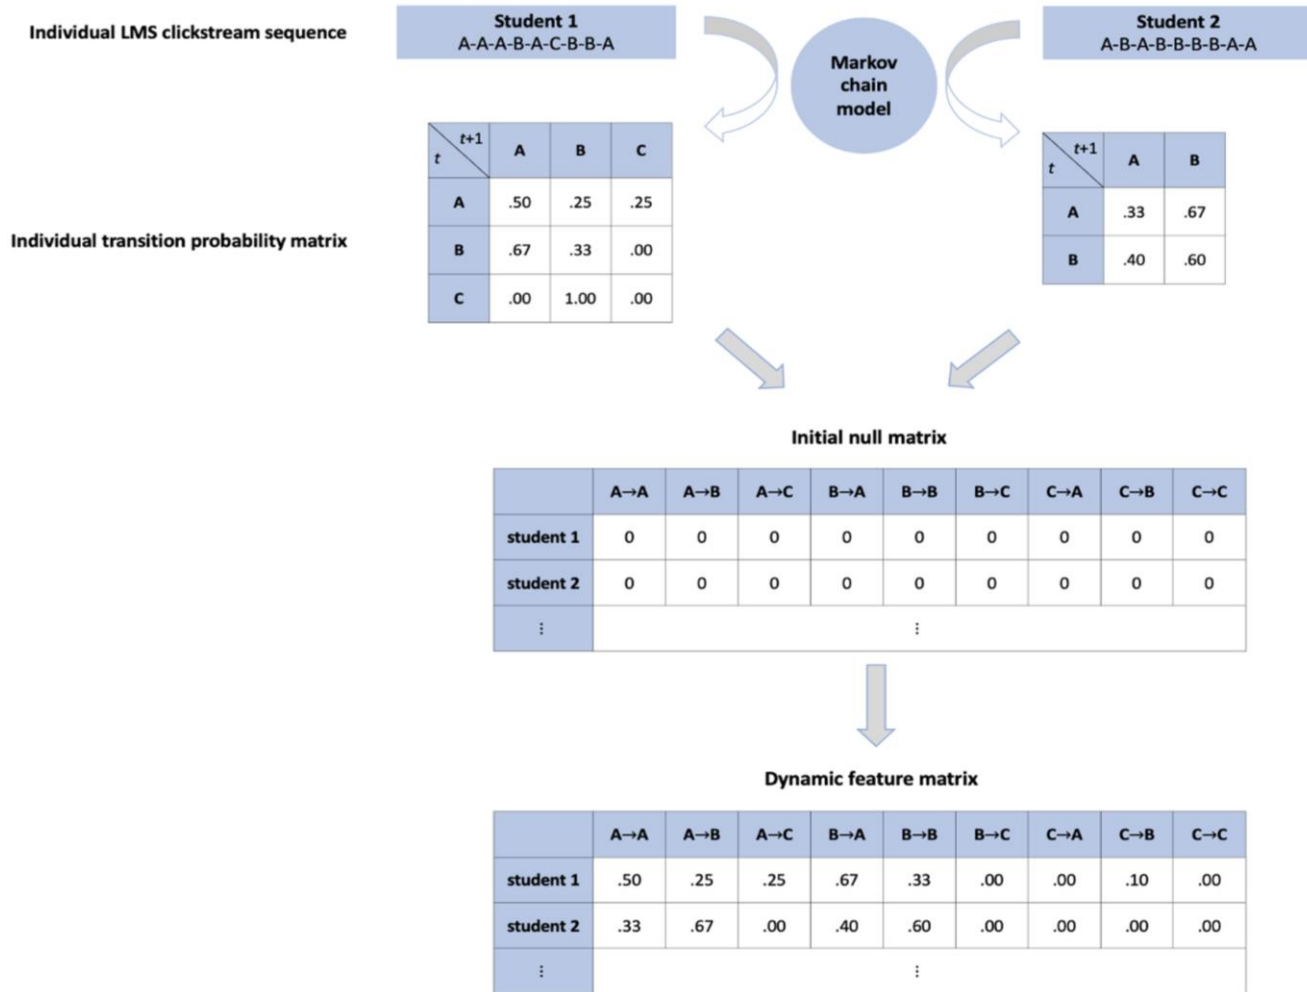 Individual LMS clickstream sequence
Student 1
A-A-A-B-A-C-B-B-A
Student 2
A-B-A-B-B-B-B-A-A
Markov
chain
model
Individual transition probability matrix
t t+1 A B C
A .50 .25 .25
B .67 .33 .00
C .00 1.00 .00
t t+1 A B
A .33 .67
B .40 .60
Initial null matrix
A→A A→B A→C B→A B→B B→C C→A C→B C→C
student 1 0 0 0 0 0 0 0 0 0
student 2 0 0 0 0 0 0 0 0 0
⋮ ⋮
Dynamic feature matrix
A→A A→B A→C B→A B→B B→C C→A C→B C→C
student 1 .50 .25 .25 .67 .33 .00 .00 .10 .00
student 2 .33 .67 .00 .40 .60 .00 .00 .00 .00
⋮ ⋮